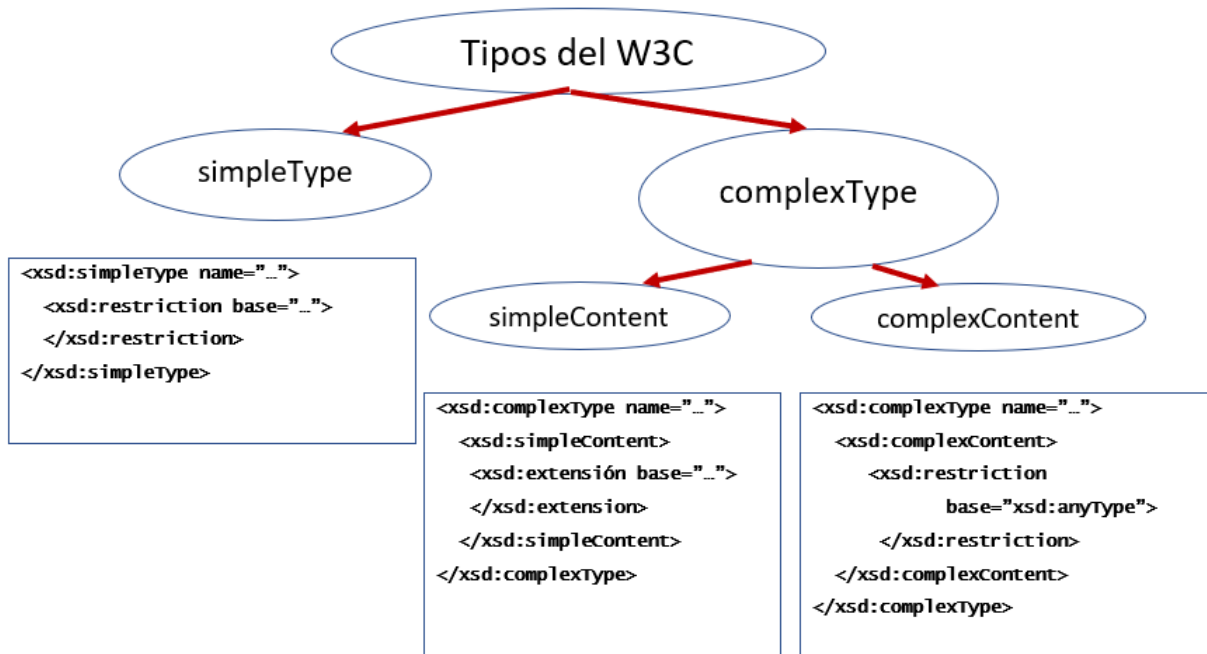 Tipos del W3C
simpleType
complexType
<xsd:simpleType name=”…”>
<xsd:restriction base=”…”>
</xsd:restriction>
</xsd:simpleType>
simpleContent
complexContent
<xsd:complexType name=”…”>
<xsd:simpleContent>
<xsd:extensión base=”…”>
</xsd:extension>
</xsd:simpleContent>
</xsd:complexType>
<xsd:complexType name=”…”>
<xsd:complexContent>
<xsd:restriction
base=”xsd:anyType”>
</xsd:restriction>
</xsd:complexContent>
</xsd:complexType>